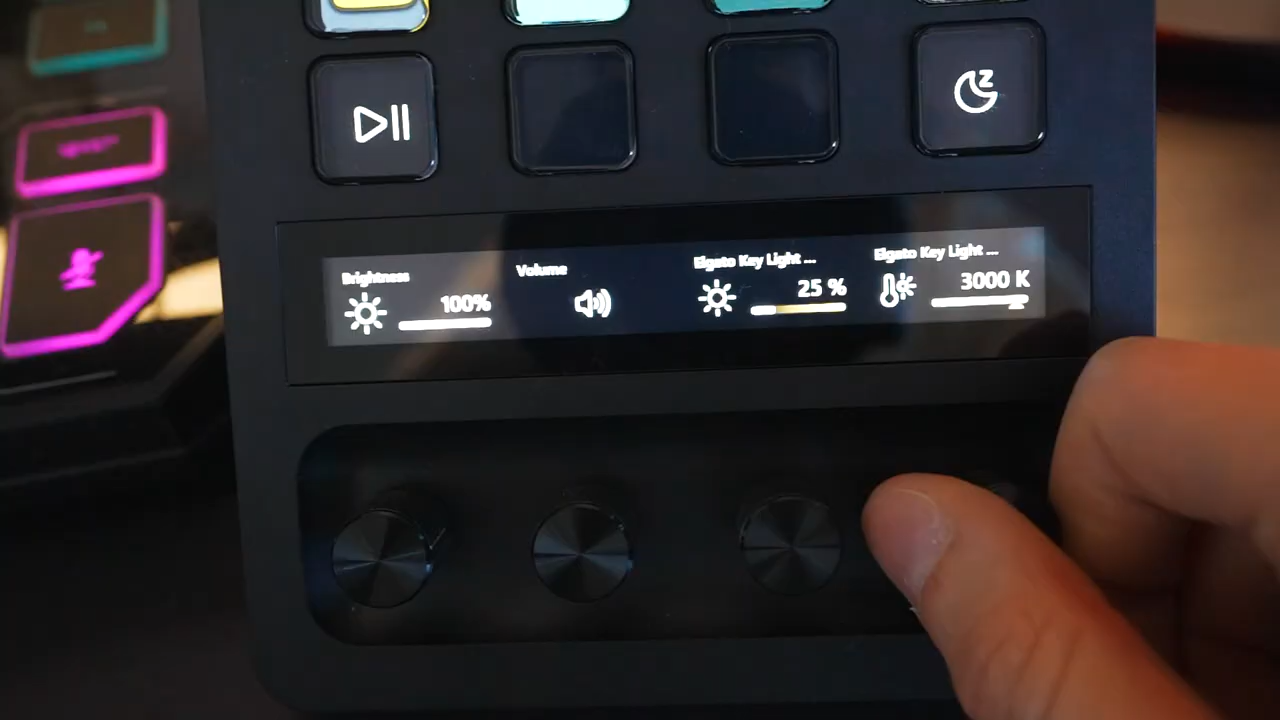 Brightness
100%
Volume
Elgato Key Light ...
25 %
Elgato Key Light ...
3000 K